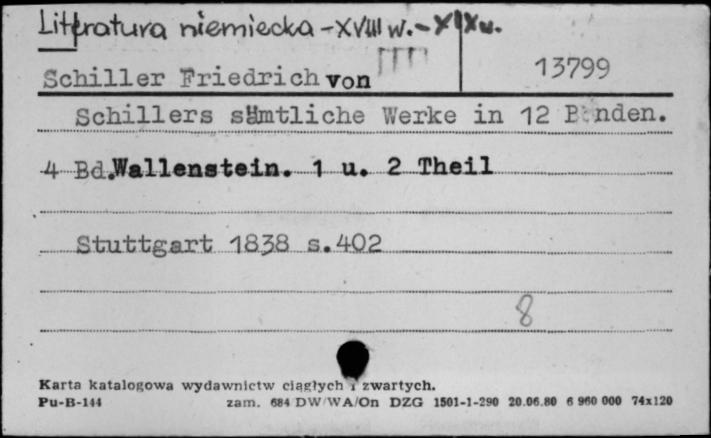 Literatura niemiecka - XVIII w. - XIX w.
Schiller Friedrich von
13799
Schillers sämtliche Werke in 12 Bänden.
4 Bd. Wallenstein. 1 u. 2 Theil
Stuttgart 1838 s.402
8
Karta katalogowa wydawnictw ciągłych i zwartych.
Pu-B-144 zam. 684 DW/WA/On DZG 1501-1-290 20.06.80 6 960 000 74x120